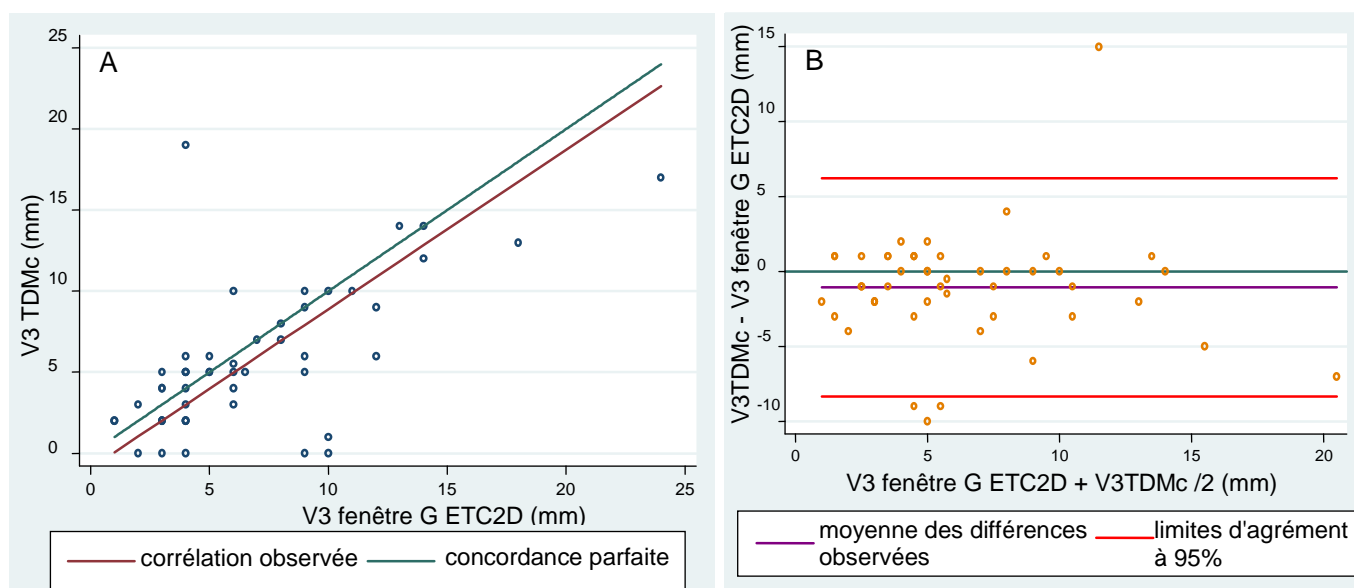 A
V3 TDMc (mm)
25
20
15
10
5
0
0 5 10 15 20 25
V3 fenêtre G ETC2D (mm)
corrélation observée concordance parfaite
B
V3TDMc - V3 fenêtre G ETC2D (mm)
15
10
5
0
-5
-10
0 5 10 15 20
V3 fenêtre G ETC2D + V3TDMc /2 (mm)
moyenne des différences observées
limites d'agrément à 95%